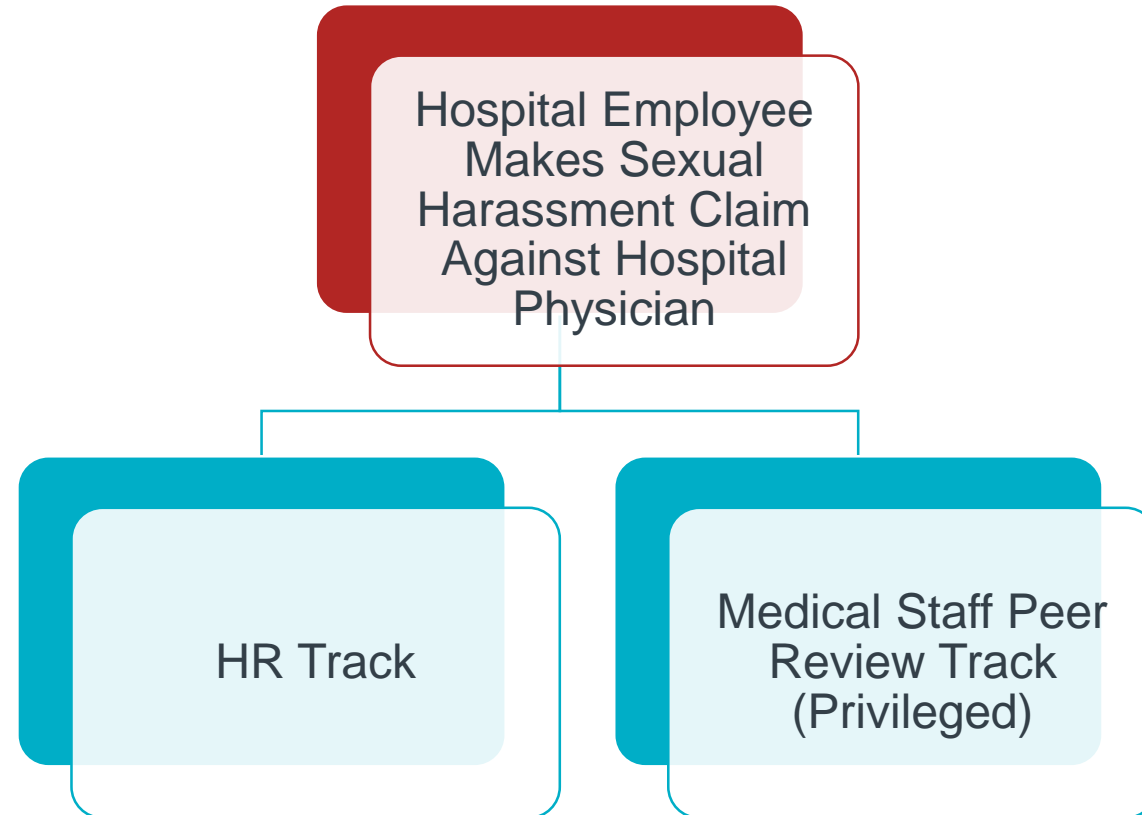 Hospital Employee
Makes Sexual
Harassment Claim
Against Hospital
Physician
HR Track
Medical Staff Peer
Review Track
(Privileged)